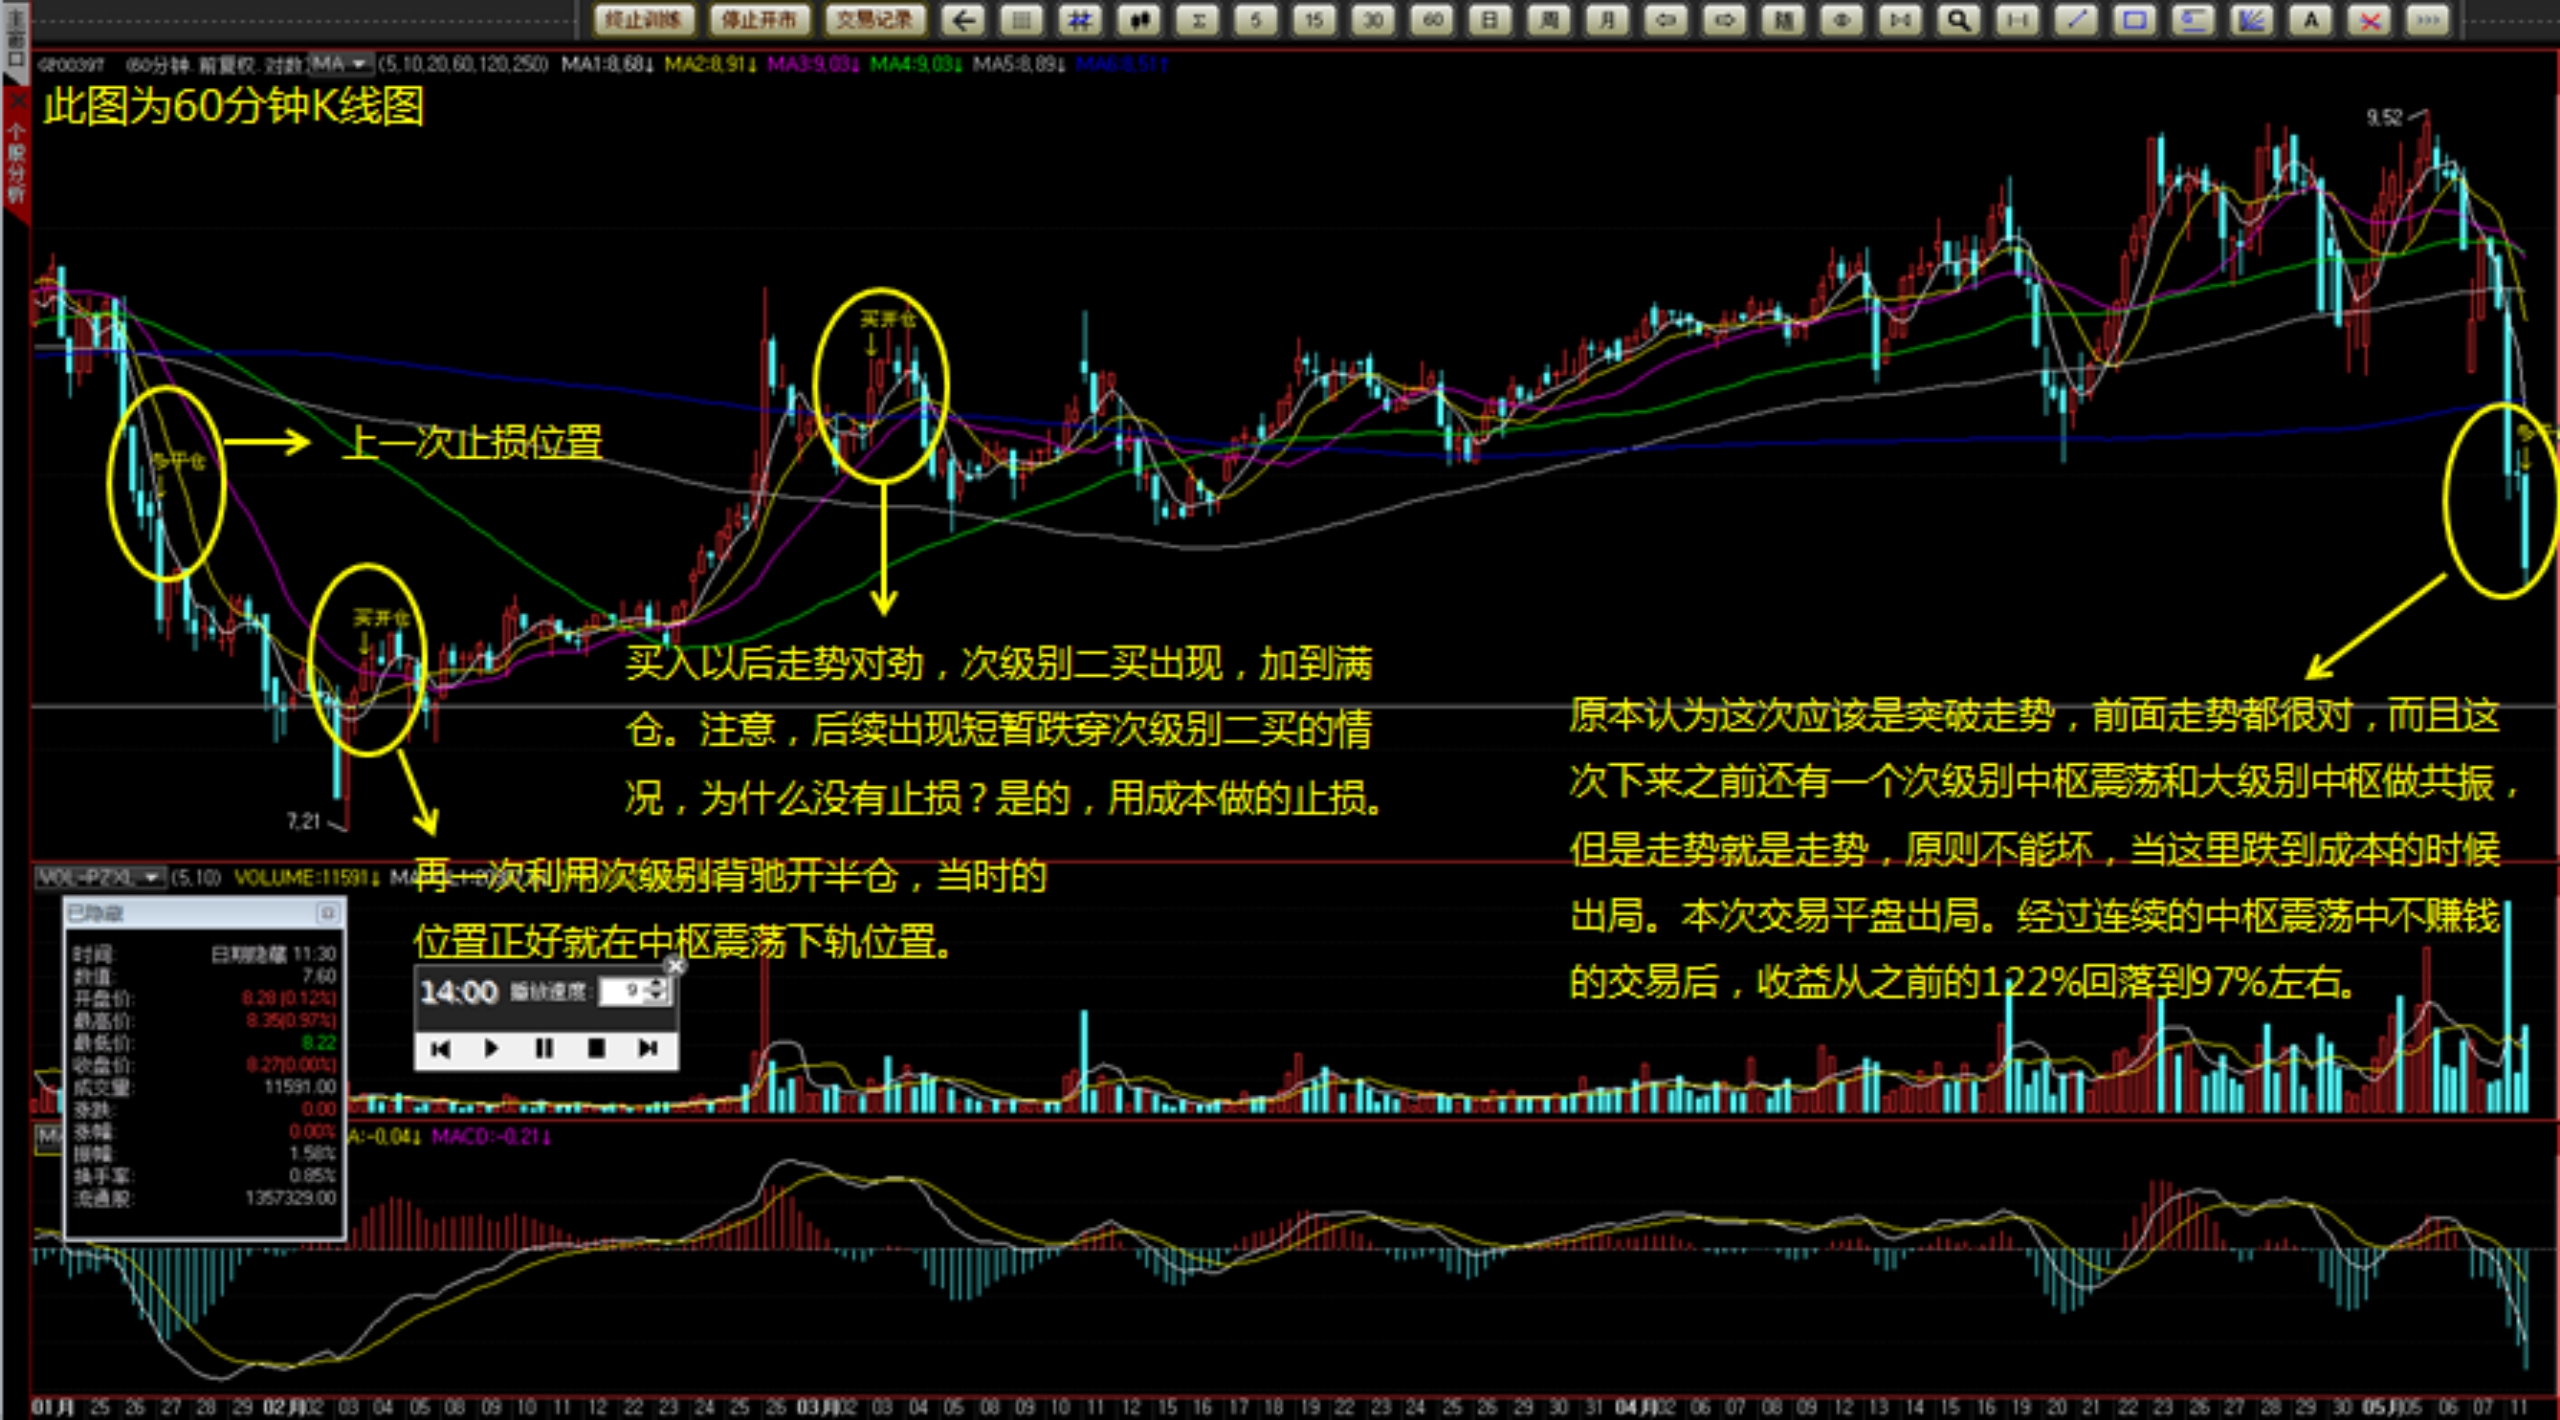 主窗口
终止训练 停止开市 交易记录 Σ 5 15 30 60 日 周 月 随 A
个股分析
GP00397 (60分钟.前复权.对数) MA (5,10,20,60,120,250) MA1:8.68↓ MA2:8.91↓ MA3:9.03↓ MA4:9.03↓ MA5:8.89↓ MA6:8.51↑
此图为60分钟K线图
9.52
买开仓
上一次止损位置
买开仓
7.21
买入以后走势对劲，次级别二买出现，加到满
仓。注意，后续出现短暂跌穿次级别二买的情
况，为什么没有止损？是的，用成本做的止损。
原本认为这次应该是突破走势，前面走势都很对，而且这
次下来之前还有一个次级别中枢震荡和大级别中枢做共振，
但是走势就是走势，原则不能坏，当这里跌到成本的时候
出局。本次交易平盘出局。经过连续的中枢震荡中不赚钱
的交易后，收益从之前的122%回落到97%左右。
再一次利用次级别背驰开半仓，当时的
位置正好就在中枢震荡下轨位置。
(5,10) VOLUME:11591↓
已隐藏
时间: 日期隐藏 11:30
数值: 7.60
开盘价: 8.28(0.12%)
最高价: 8.35(0.97%)
最低价: 8.22
收盘价: 8.27(0.00%)
成交量: 11591.00
涨跌: 0.00
涨幅: 0.00%
振幅: 1.58%
换手率: 0.85%
流通股: 1357329.00
14:00 播放速度: 9
A:-0.04↓ MACD:-0.21↓
01月 25 26 27 28 29 02月 02 03 04 05 08 09 10 11 12 22 23 24 25 26 03月 02 03 04 05 08 09 10 11 12 15 16 17 18 19 22 23 24 25 26 29 30 31 04月 02 06 07 08 09 12 13 14 15 16 19 20 21 22 23 26 27 28 29 05月 05 06 07 11